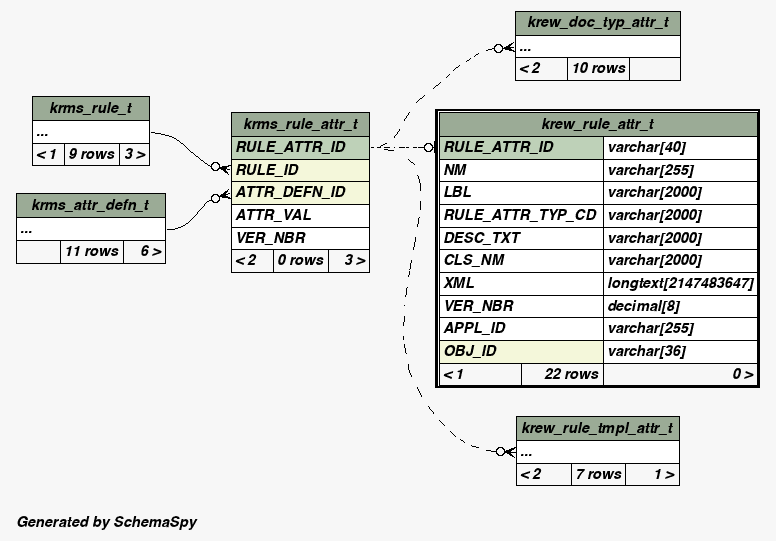 krew_doc_typ_attr_t
...
< 2 10 rows
krms_rule_t
...
< 1 9 rows 3 >
krms_attr_defn_t
...
11 rows 6 >
krms_rule_attr_t
RULE_ATTR_ID
RULE_ID
ATTR_DEFN_ID
ATTR_VAL
VER_NBR
< 2 0 rows 3 >
krew_rule_attr_t
RULE_ATTR_ID varchar[40]
NM varchar[255]
LBL varchar[2000]
RULE_ATTR_TYP_CD varchar[2000]
DESC_TXT varchar[2000]
CLS_NM varchar[2000]
XML longtext[2147483647]
VER_NBR decimal[8]
APPL_ID varchar[255]
OBJ_ID varchar[36]
< 1 22 rows 0 >
krew_rule_tmpl_attr_t
...
< 2 7 rows 1 >
Generated by SchemaSpy